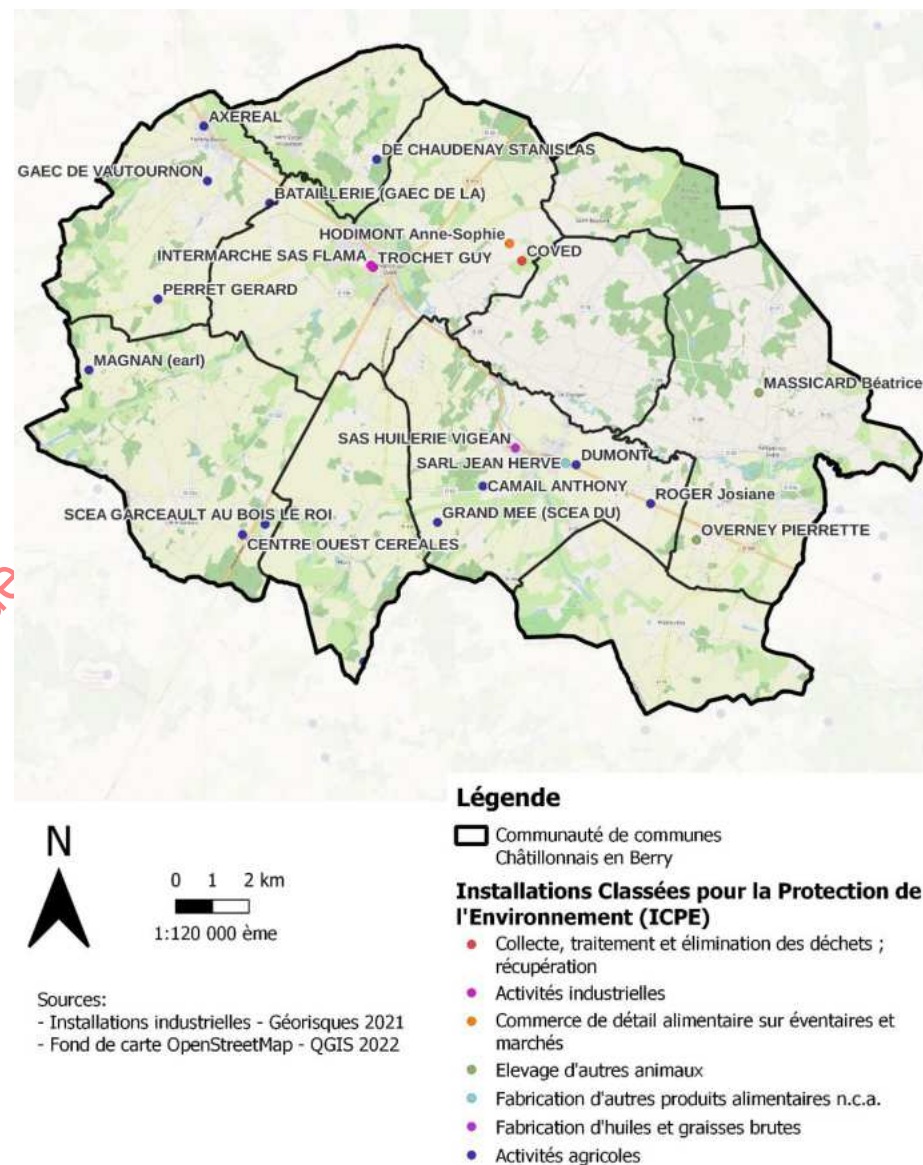 AXEREAL
DE CHAUDENAY STANISLAS
GAEC DE VAUTOURNON
BATAILLERIE (GAEC DE LA)
HODIMONT Anne-Sophie
INTERMARCHE SAS FLAMA
TROCHET GUY
COVED
PERRET GERARD
MAGNAN (earl)
MASSICARD Béatrice
SAS HUILERIE VIGEAN
SARL JEAN HERVE
DUMONT
CAMAIL ANTHONY
ROGER Josiane
SCEA GARCEAULT AU BOIS LE ROI
GRAND MEE (SCEA DU)
OVERNEY PIERRETTE
CENTRE OUEST CEREALES
N
0 1 2 km
1:120 000 ème
Sources:
- Installations industrielles - Géorisques 2021
- Fond de carte OpenStreetMap - QGIS 2022
Légende
Communauté de communes
Châtillonnais en Berry
Installations Classées pour la Protection de
l'Environnement (ICPE)
Collecte, traitement et élimination des déchets ;
récupération
Activités industrielles
Commerce de détail alimentaire sur éventaires et
marchés
Elevage d'autres animaux
Fabrication d'autres produits alimentaires n.c.a.
Fabrication d'huiles et graisses brutes
Activités agricoles